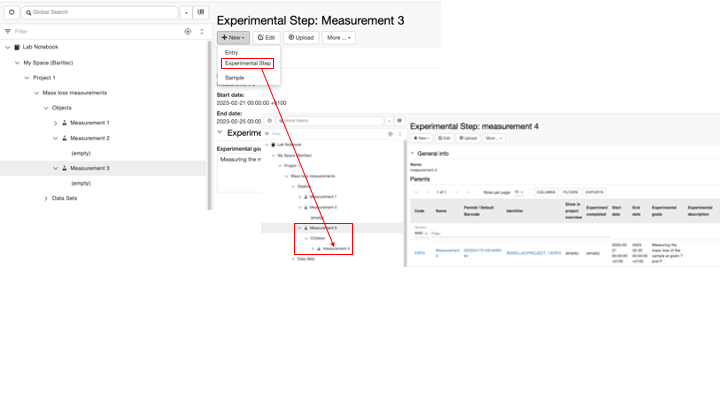 Global Search
Filter
Lab Notebook
My Space (Barillac)
Project 1
Mass loss measurements
Objects
Measurement 1
Measurement 2
(empty)
Measurement 3
(empty)
Data Sets
Experimental Step: Measurement 3
New
Edit
Upload
More ...
Entry
Experimental Step
Sample
Start date:
2023-02-21 00:00:00 +0100
End date:
2023-02-25 00:00
Experim
Experimental goa
Measuring the m
Global Search
Filter
Lab Notebook
My Space (Barillac)
Project 1
Mass loss measurements
Objects
Measurement 1
Measurement 2
(empty)
Measurement 3
Children
measurement 4
Data Sets
Experimental Step: measurement 4
New
Edit
Upload
More...
General info
Name:
measurement 4
Parents
1 of 1
Rows per page: 10
COLUMNS
FILTERS
EXPORTS
Code Name PermId / Default Barcode Identifier Show in project overview Experiment completed Start date End date Experimental goals Experimental description
AND
Filter
EXP3 Measurement 3 (empty) (empty) 2023-02-21 00:00:00 +0100 2023-02-25 00:00:00 +0100 Measuring the mass loss of the sample at given T and P